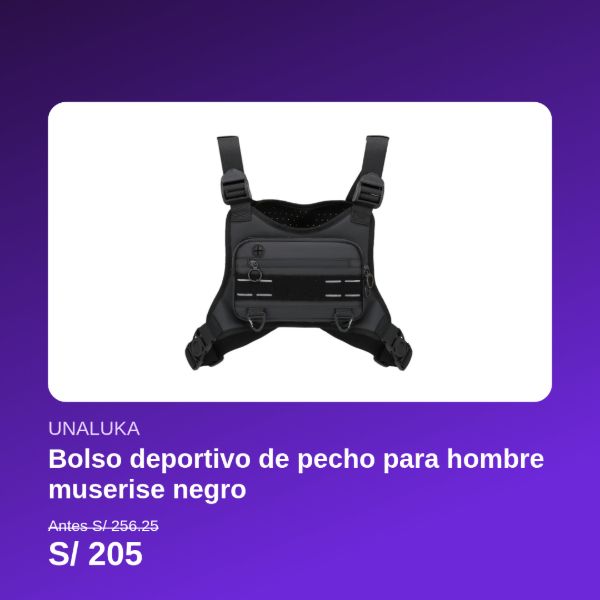 UNALUKA
Bolso deportivo de pecho para hombre
muserise negro
Antes S/ 256.25
S/ 205